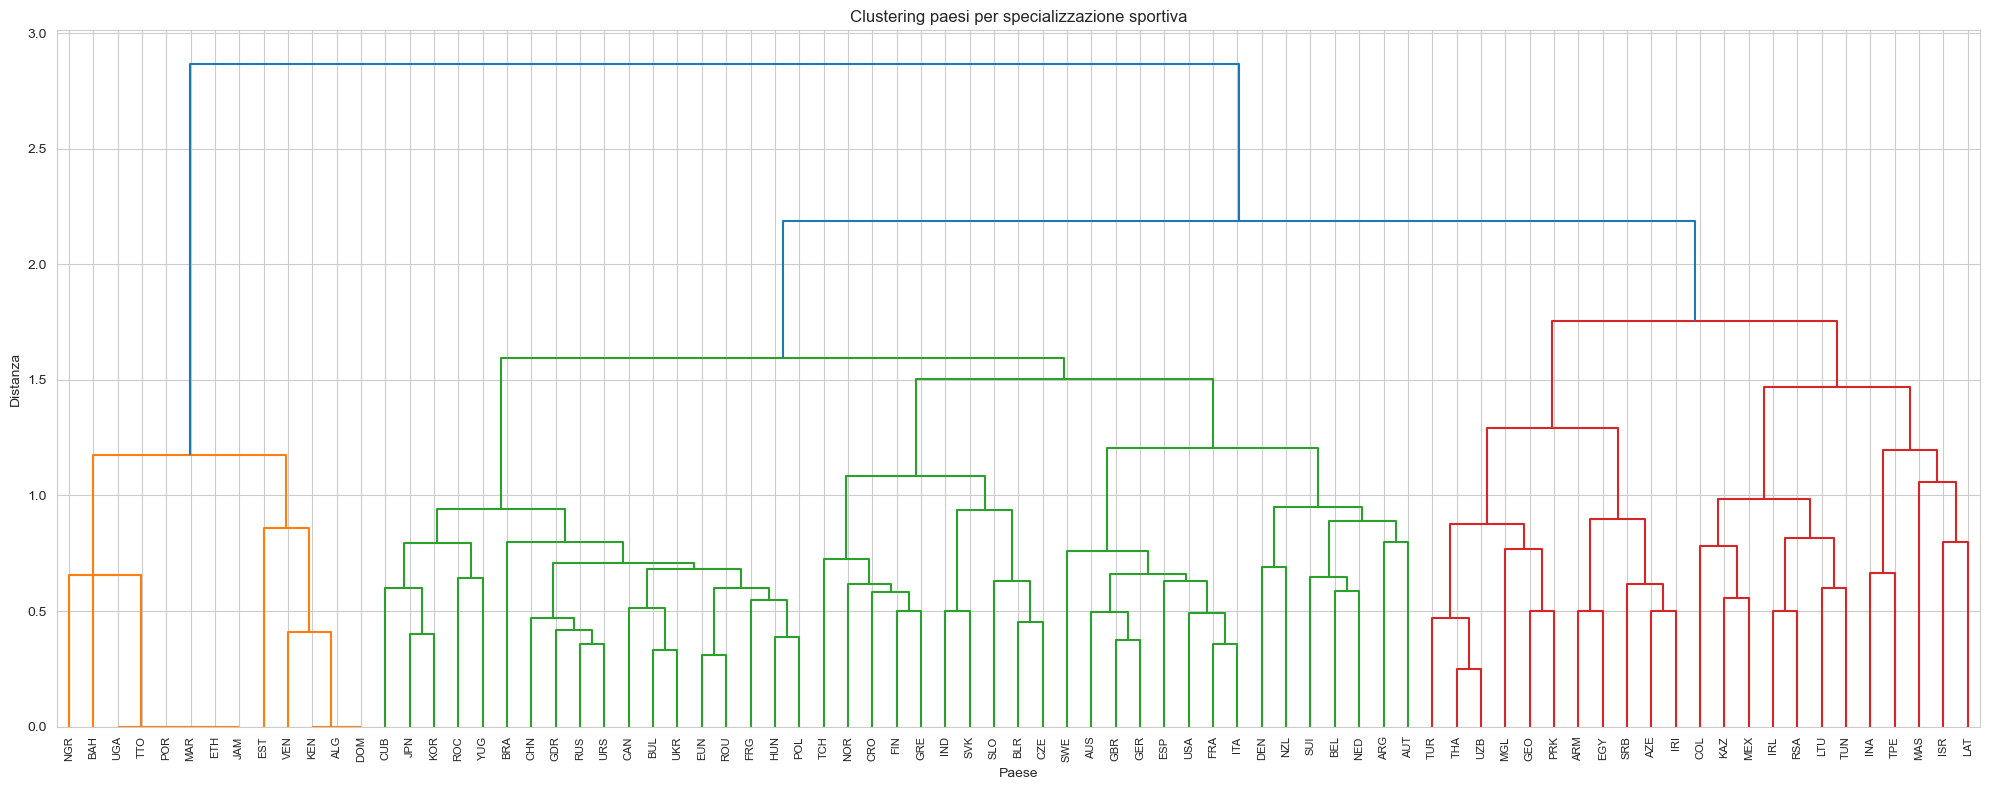 Clustering paesi per specializzazione sportiva
3.0
2.5
2.0
1.5
1.0
0.5
0.0
Distanza
NGR BAH UGA TTO POR MAR ETH JAM EST VEN KEN ALG DOM CUB JPN KOR ROC YUG BRA CHN GDR RUS URS CAN BUL UKR EUN ROU FRG HUN POL TCH NOR CRO FIN GRE IND SVK SLO BLR CZE SWE AUS GBR GER ESP USA FRA ITA DEN NZL SUI BEL NED ARG AUT TUR THA UZB MGL GEO PRK ARM EGY SRB AZE IRI COL KAZ MEX IRL RSA LTU TUN INA TPE MAS ISR LAT
Paese